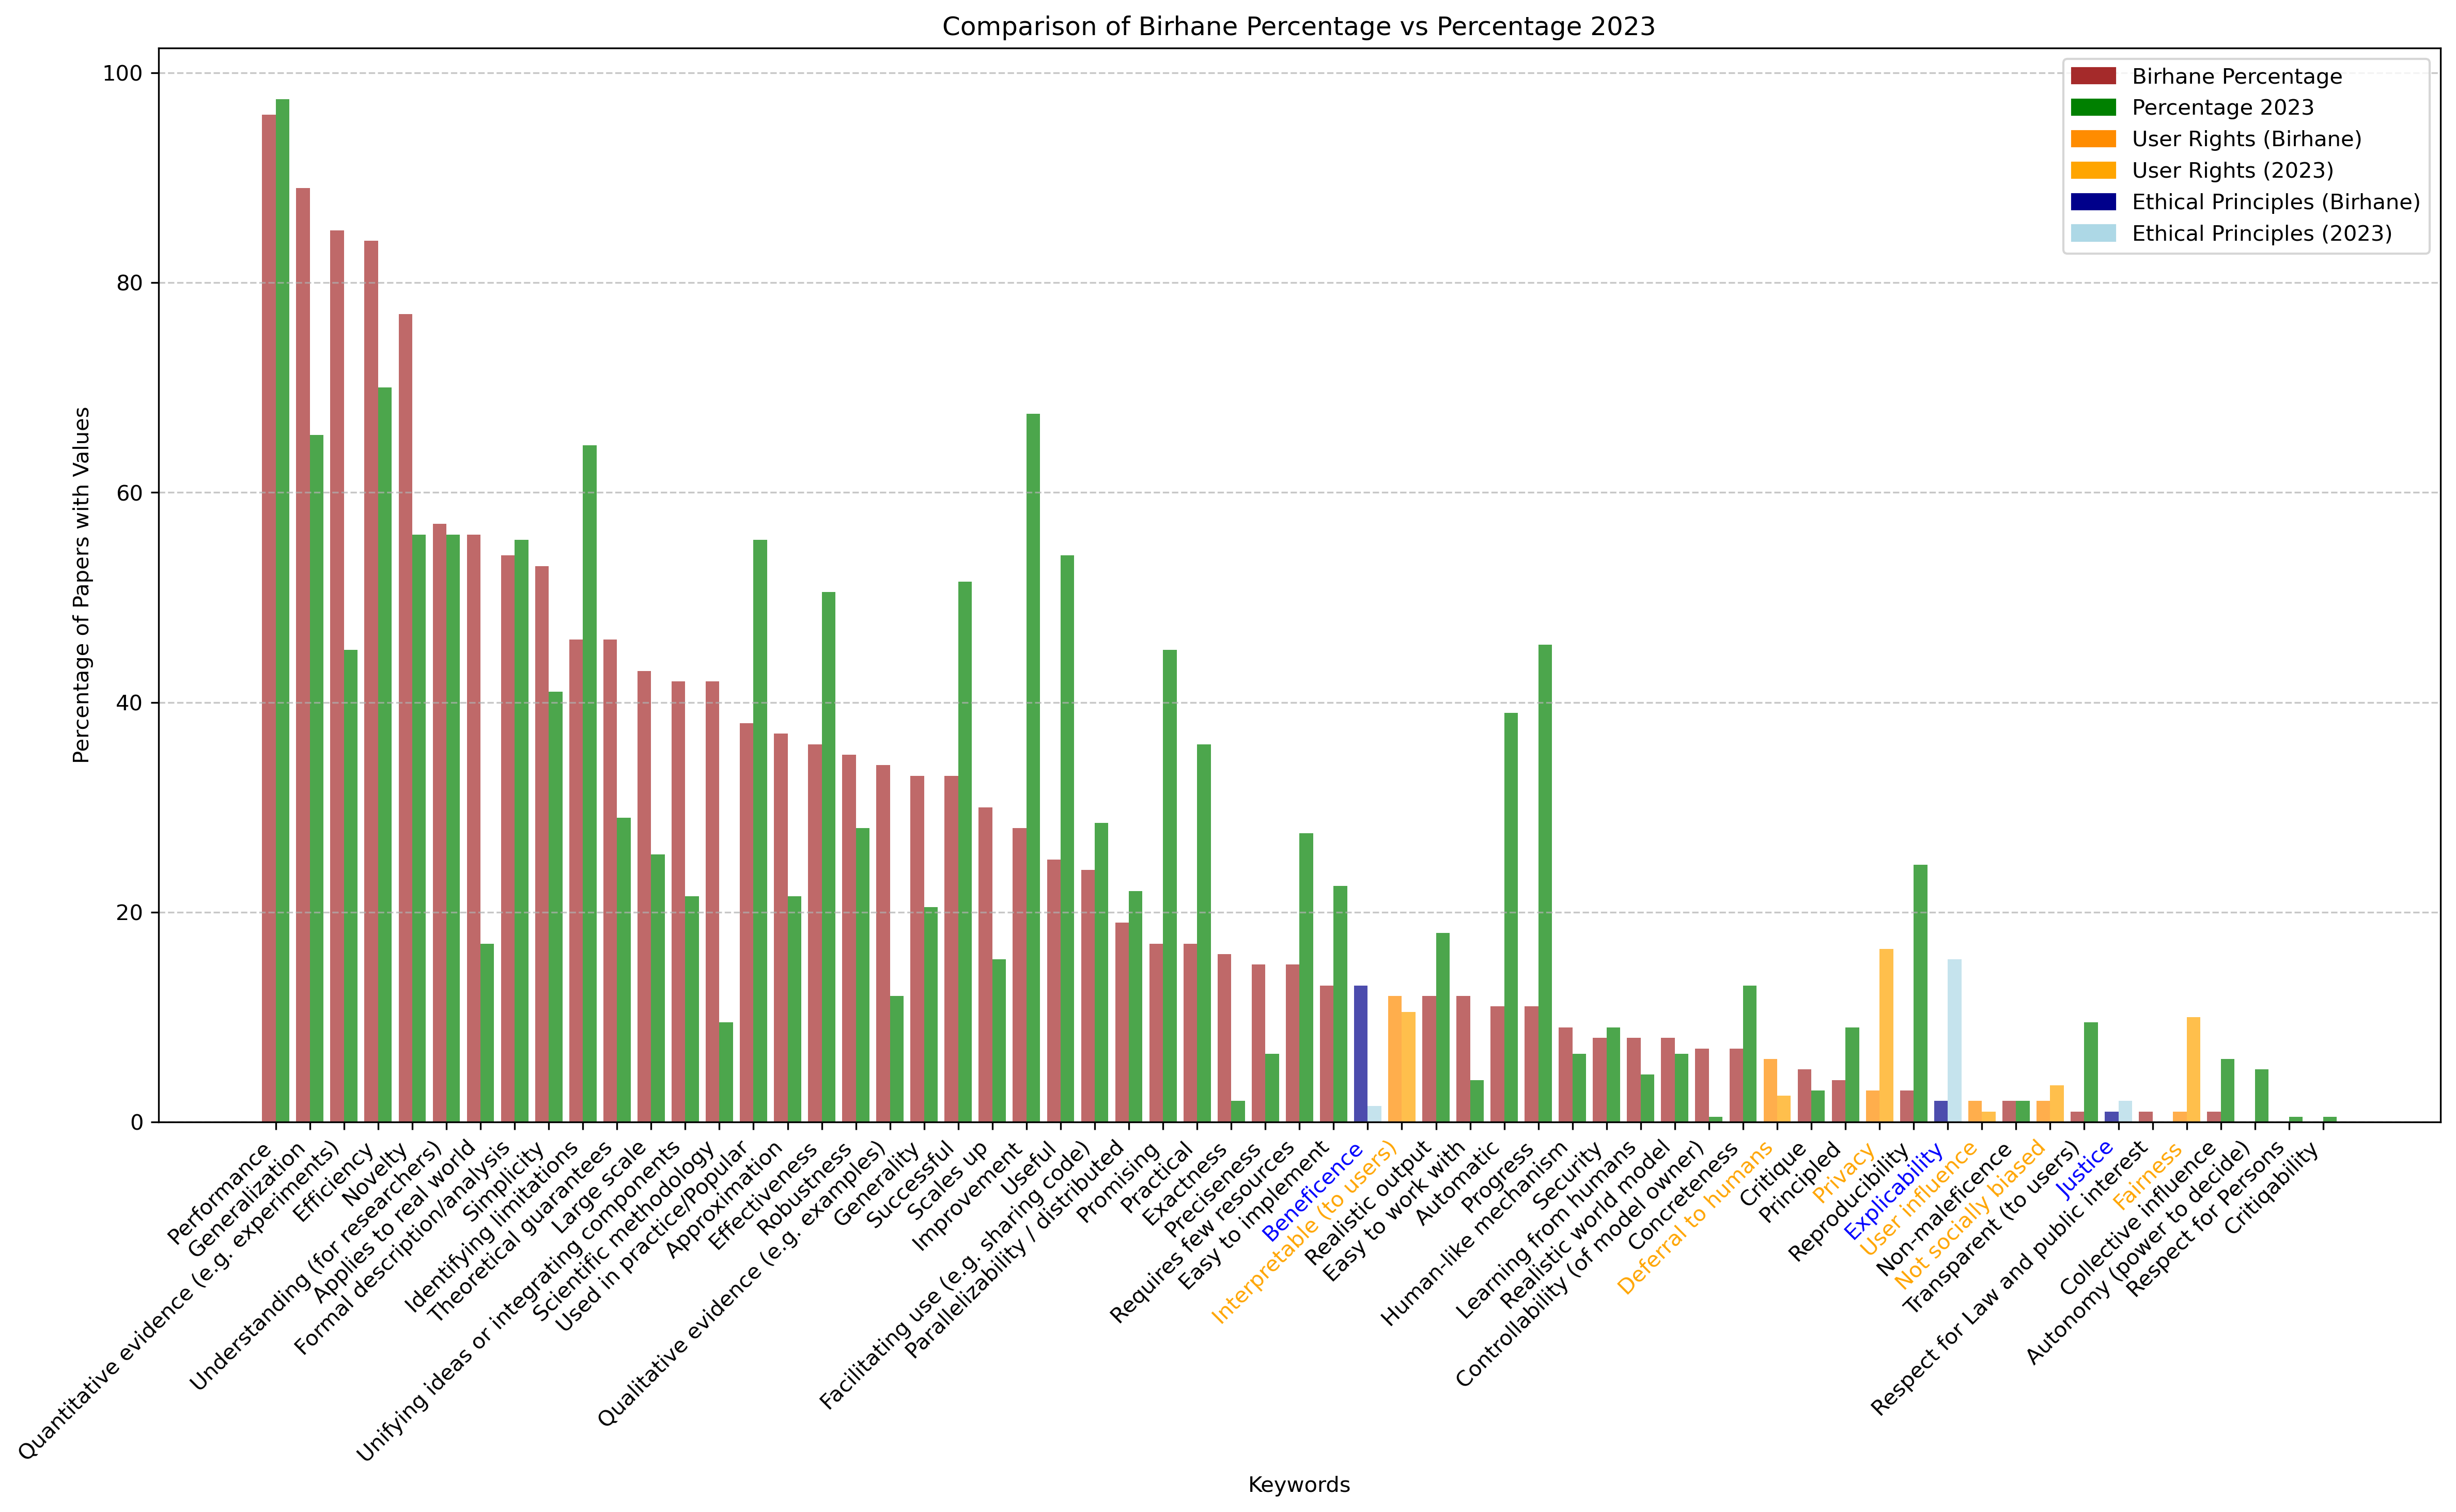 Comparison of Birhane Percentage vs Percentage 2023
Percentage of Papers with Values
100
80
60
40
20
0
Birhane Percentage
Percentage 2023
User Rights (Birhane)
User Rights (2023)
Ethical Principles (Birhane)
Ethical Principles (2023)
Performance
Generalization
Quantitative evidence (e.g. experiments)
Efficiency
Novelty
Understanding (for researchers)
Applies to real world
Formal description/analysis
Simplicity
Identifying limitations
Theoretical guarantees
Large scale
Unifying ideas or integrating components
Scientific methodology
Used in practice/Popular
Approximation
Effectiveness
Robustness
Qualitative evidence (e.g. examples)
Generality
Successful
Scales up
Improvement
Useful
Facilitating use (e.g. sharing code)
Parallelizability / distributed
Promising
Practical
Exactness
Preciseness
Requires few resources
Easy to implement
Beneficence
Interpretable (to users)
Realistic output
Easy to work with
Automatic
Progress
Human-like mechanism
Security
Learning from humans
Realistic world model
Controllability (of model owner)
Concreteness
Deferral to humans
Critique
Principled
Privacy
Reproducibility
Explicability
User influence
Non-maleficence
Not socially biased
Transparent (to users)
Justice
Respect for Law and public interest
Fairness
Collective influence
Autonomy (power to decide)
Respect for Persons
Critiqability
Keywords